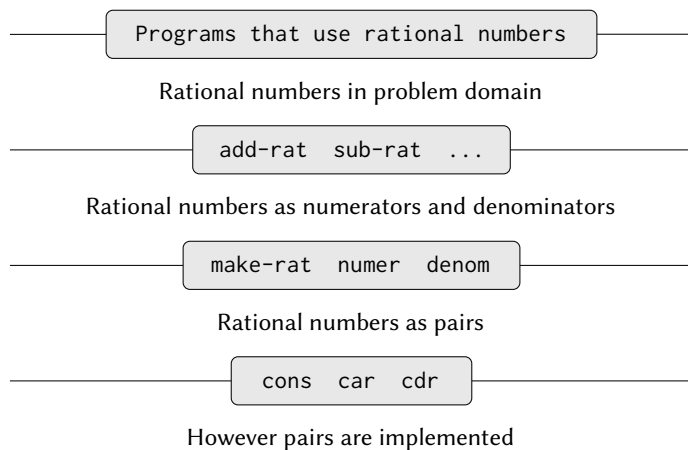 Programs that use rational numbers
Rational numbers in problem domain
add-rat sub-rat ...
Rational numbers as numerators and denominators
make-rat numer denom
Rational numbers as pairs
cons car cdr
However pairs are implemented